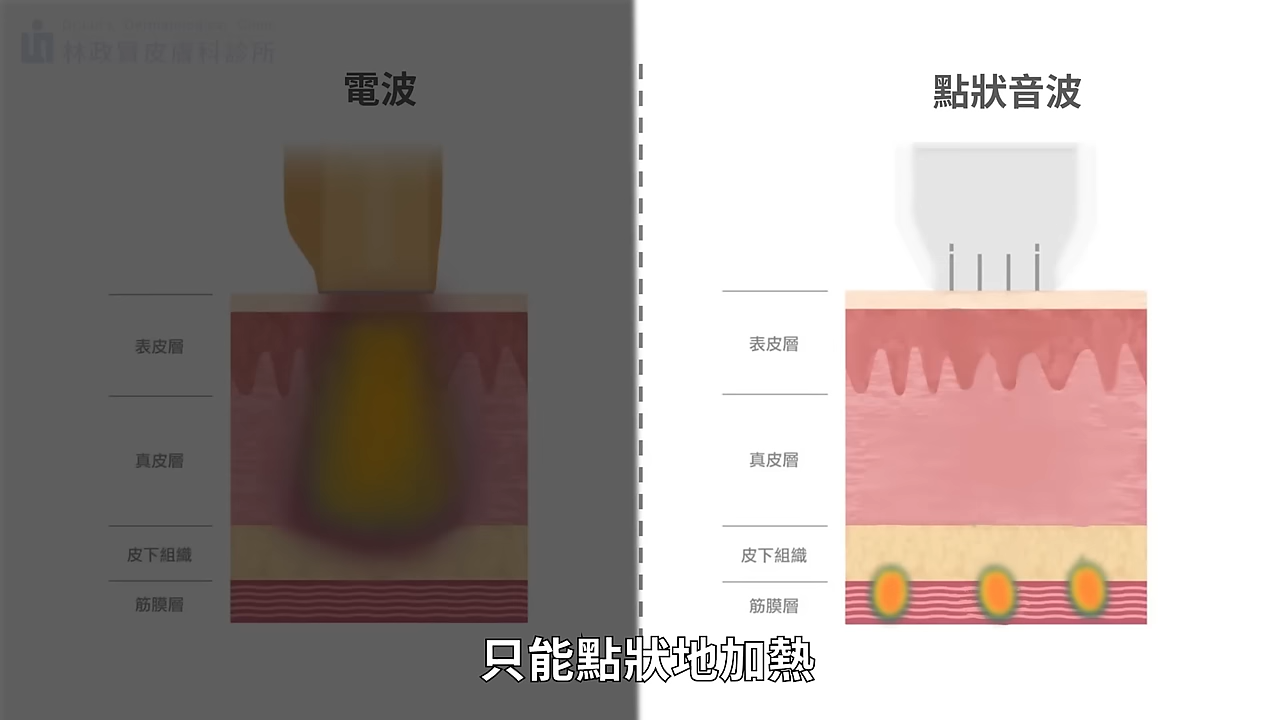 林政賢皮膚科診所
電波
點狀音波
表皮層
真皮層
皮下組織
筋膜層
表皮層
真皮層
皮下組織
筋膜層
只能點狀地加熱